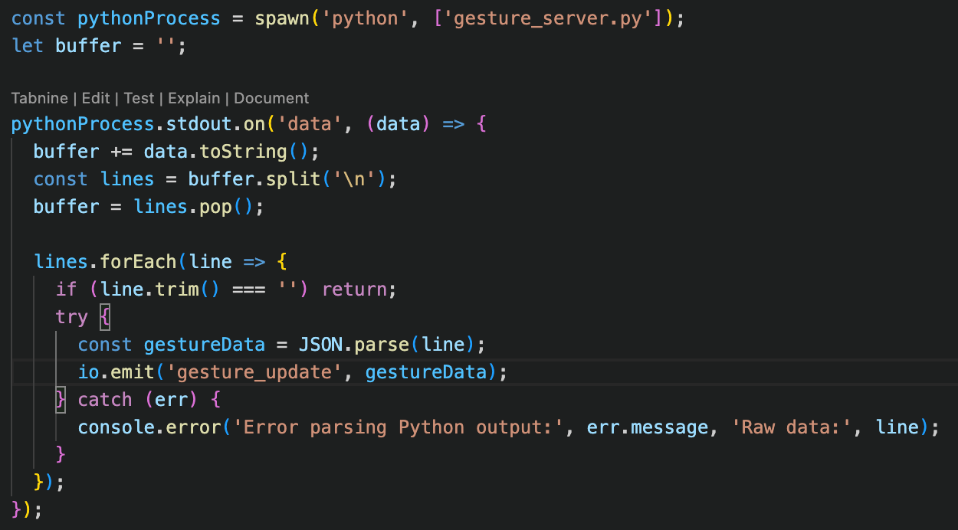 const pythonProcess = spawn('python', ['gesture_server.py']);
let buffer = '';
Tabnine | Edit | Test | Explain | Document
pythonProcess.stdout.on('data', (data) => {
  buffer += data.toString();
  const lines = buffer.split('\n');
  buffer = lines.pop();

  lines.forEach(line => {
    if (line.trim() === '') return;
    try {
      const gestureData = JSON.parse(line);
      io.emit('gesture_update', gestureData);
    } catch (err) {
      console.error('Error parsing Python output:', err.message, 'Raw data:', line);
    }
  });
});